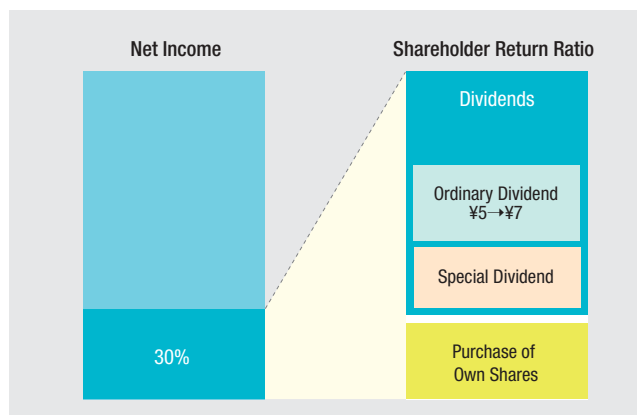 Net Income
Shareholder Return Ratio
Dividends
Ordinary Dividend
¥5→¥7
Special Dividend
30%
Purchase of
Own Shares